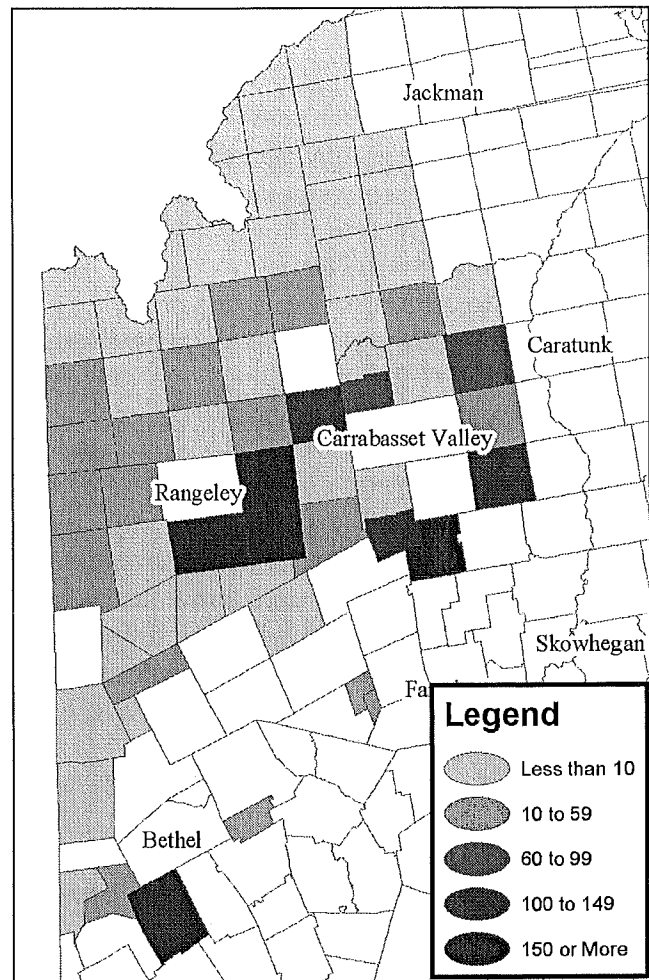 Jackman
Caratunk
Carrabasset Valley
Rangeley
Skowhegan
Bethel
Legend
Less than 10
10 to 59
60 to 99
100 to 149
150 or More